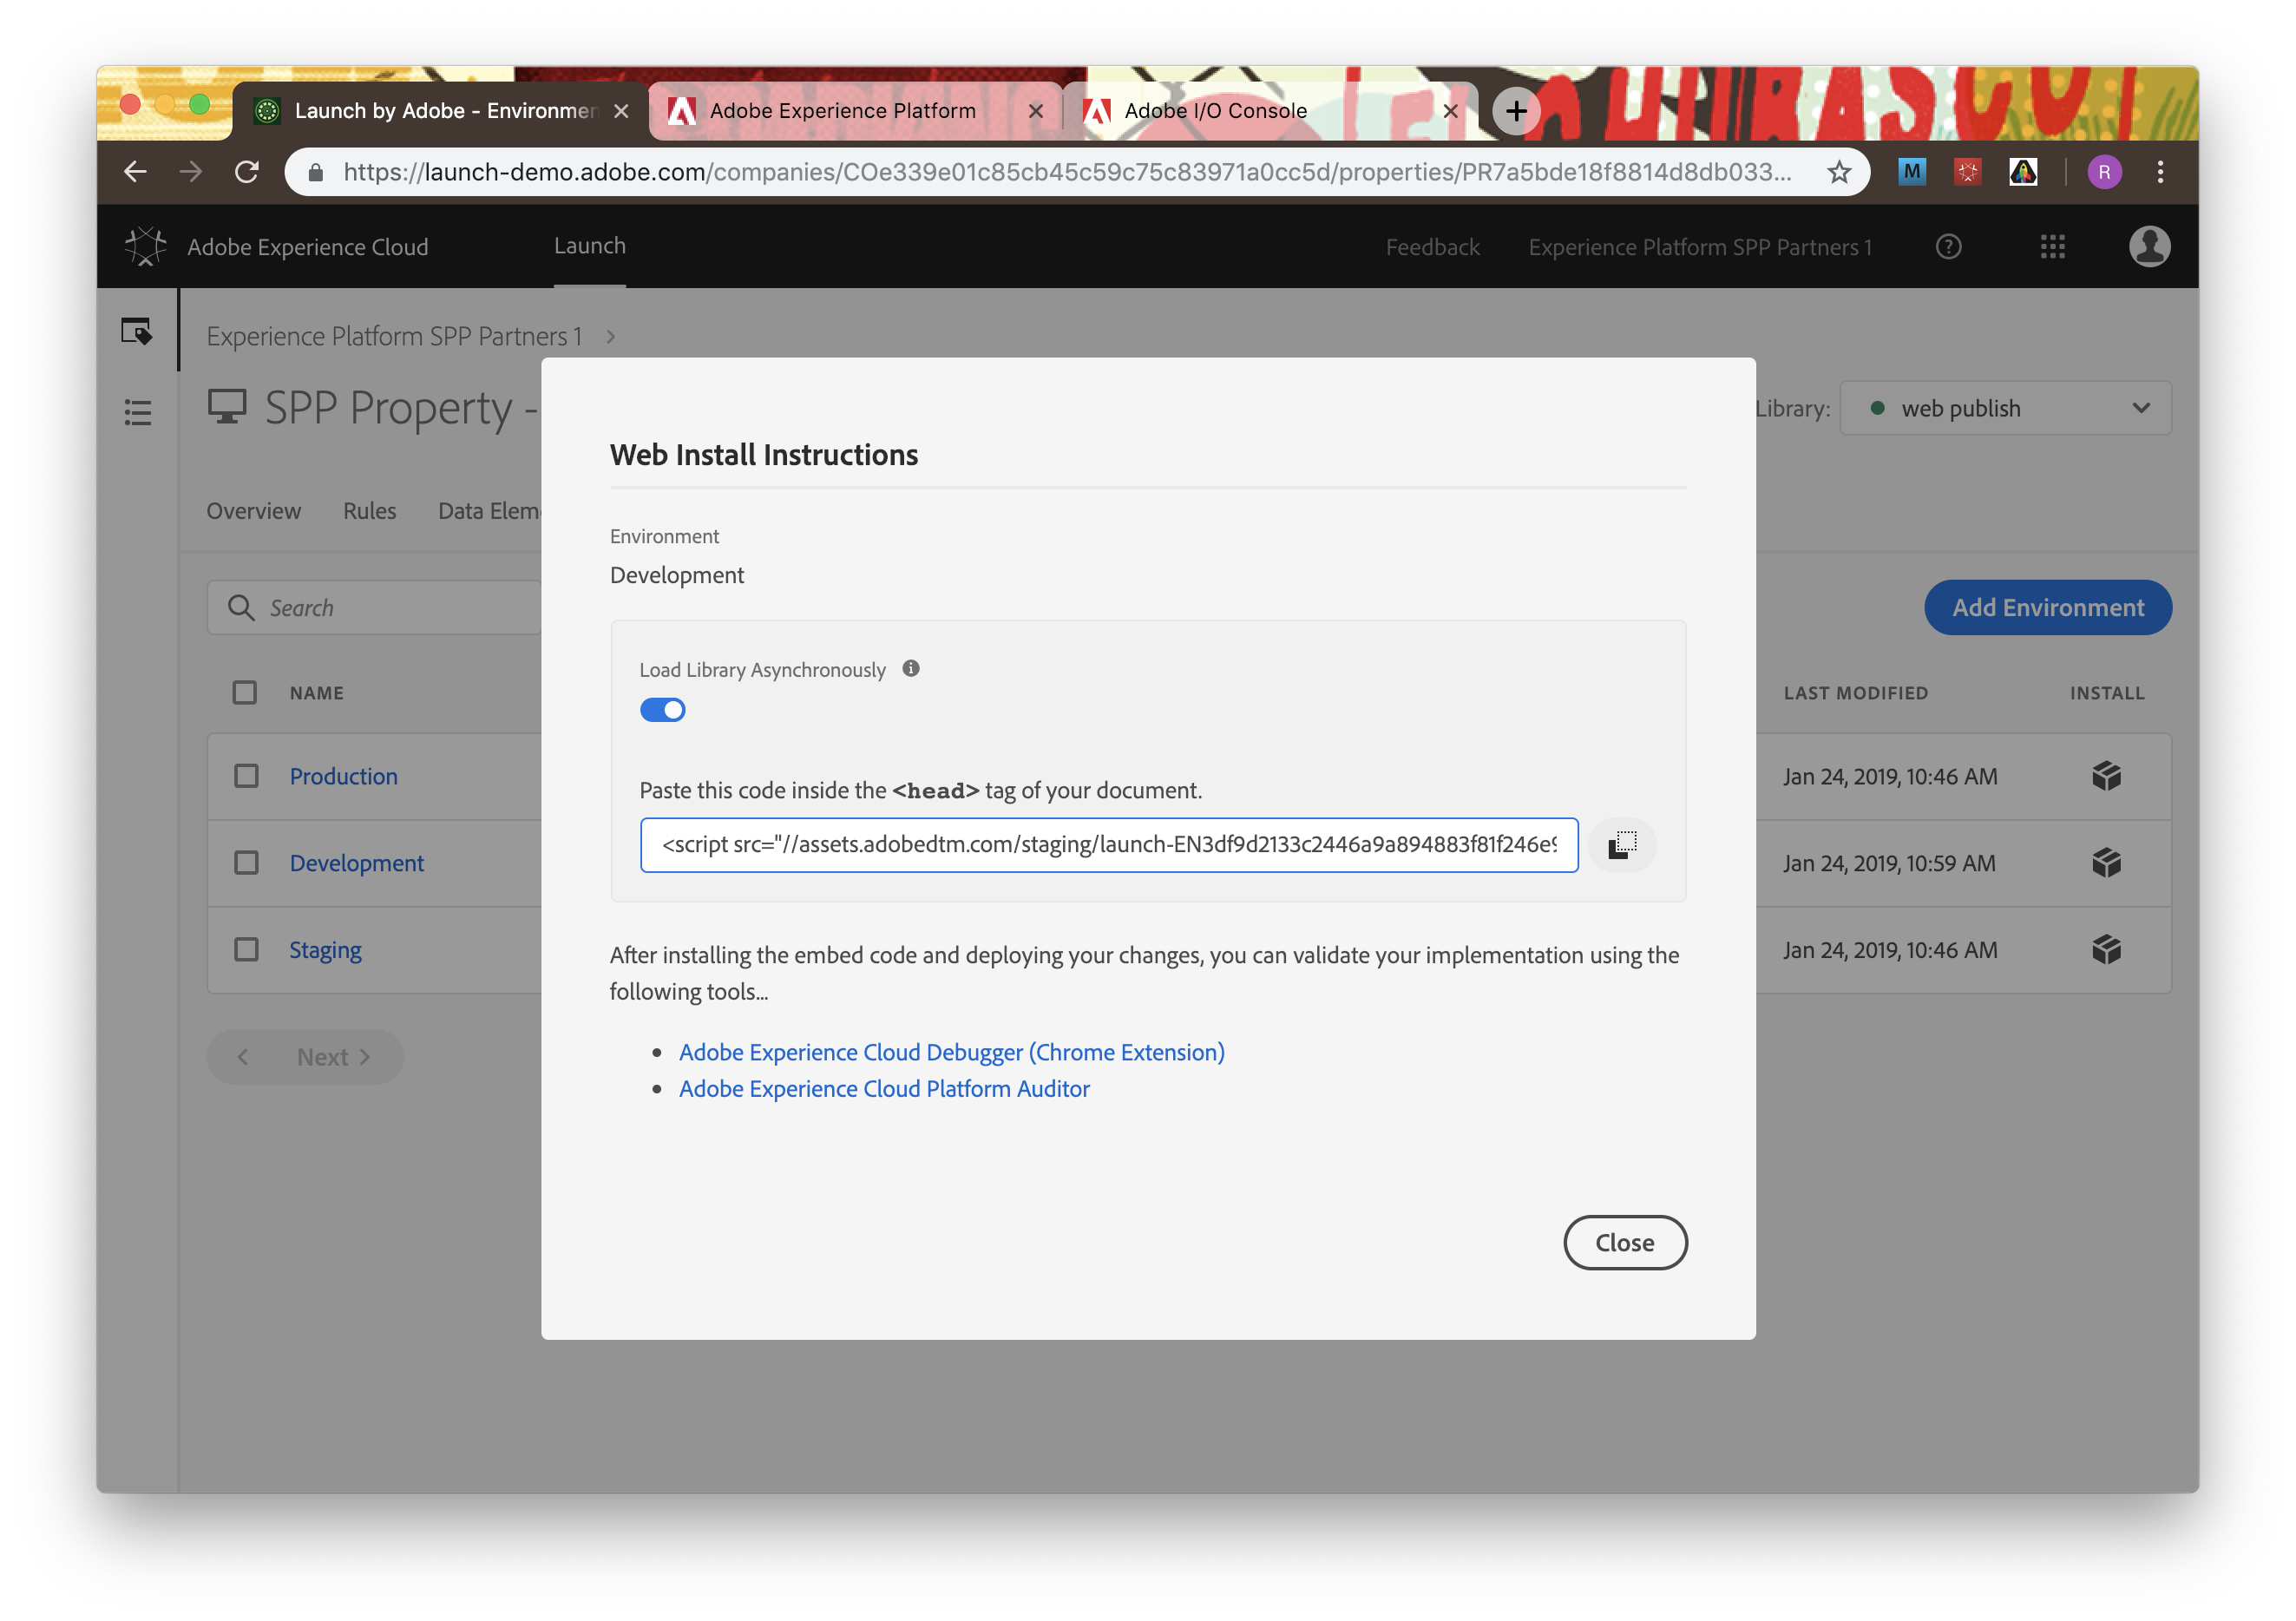 Launch by Adobe - Environmen
Adobe Experience Platform
Adobe I/O Console
https://launch-demo.adobe.com/companies/COe339e01c85cb45c59c75c83971a0cc5d/properties/PR7a5bde18f8814d8db033...
M
R
Adobe Experience Cloud
Launch
Feedback
Experience Platform SPP Partners 1
Experience Platform SPP Partners 1
SPP Property -
Library:
web publish
Overview
Rules
Data Elem
Search
Add Environment
NAME
LAST MODIFIED
INSTALL
Production
Jan 24, 2019, 10:46 AM
Development
Jan 24, 2019, 10:59 AM
Staging
Jan 24, 2019, 10:46 AM
Next
Web Install Instructions
Environment
Development
Load Library Asynchronously
Paste this code inside the <head> tag of your document.
<script src="//assets.adobedtm.com/staging/launch-EN3df9d2133c2446a9a894883f81f246e9
After installing the embed code and deploying your changes, you can validate your implementation using the
following tools...
Adobe Experience Cloud Debugger (Chrome Extension)
Adobe Experience Cloud Platform Auditor
Close